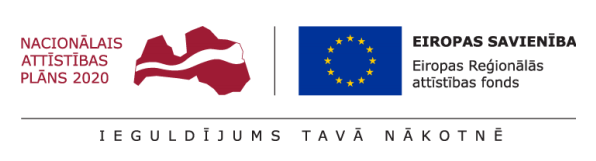 NACIONĀLAIS
ATTĪSTĪBAS
PLĀNS 2020
EIROPAS SAVIENĪBA
Eiropas Reģionālās
attīstības fonds
IEGULDĪJUMS TAVĀ NĀKOTNĒ